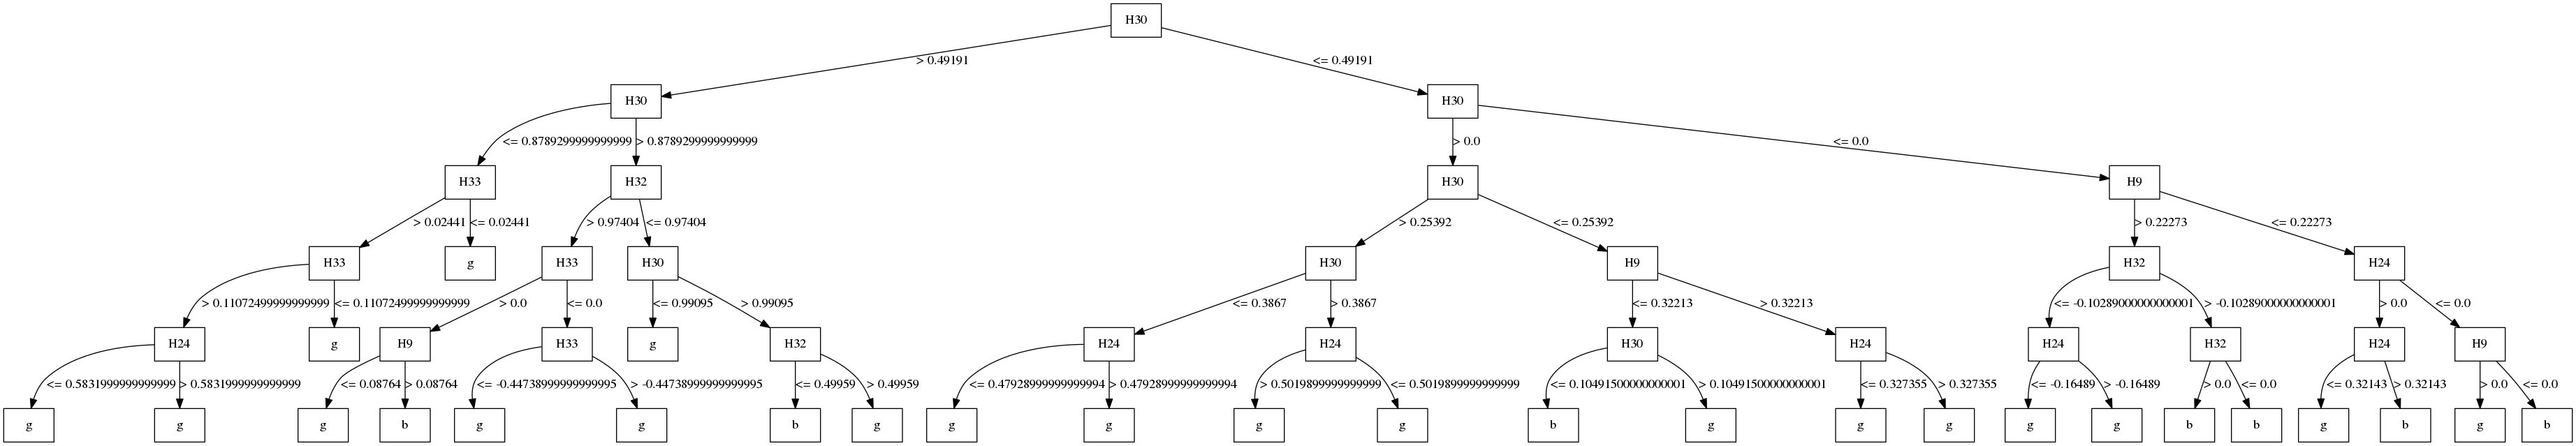 H30
> 0.49191 <= 0.49191
H30 H30
<= 0.8789299999999999 > 0.8789299999999999 > 0.0 <= 0.0
H33 H32 H30 H9
> 0.02441 <= 0.02441 > 0.97404 <= 0.97404 > 0.25392 <= 0.25392 > 0.22273 <= 0.22273
H33 g H33 H30 H30 H9 H32 H24
> 0.11072499999999999 <= 0.11072499999999999 > 0.0 <= 0.0 <= 0.99095 > 0.99095 <= 0.3867 > 0.3867 <= 0.32213 > 0.32213 <= -0.10289000000000001 > -0.10289000000000001 > 0.0 <= 0.0
H24 g H9 H33 g H32 H24 H24 H30 H24 H24 H32 H24 H9
<= 0.5831999999999999 > 0.5831999999999999 <= 0.08764 > 0.08764 <= -0.44738999999999995 > -0.44738999999999995 <= 0.49959 > 0.49959 <= 0.47928999999999994 > 0.47928999999999994 > 0.5019899999999999 <= 0.5019899999999999 <= 0.10491500000000001 > 0.10491500000000001 <= 0.327355 > 0.327355 <= -0.16489 > -0.16489 > 0.0 <= 0.0 <= 0.32143 > 0.32143 > 0.0 <= 0.0
g g g b g g b g g g g g b g g g g g b b g b g b